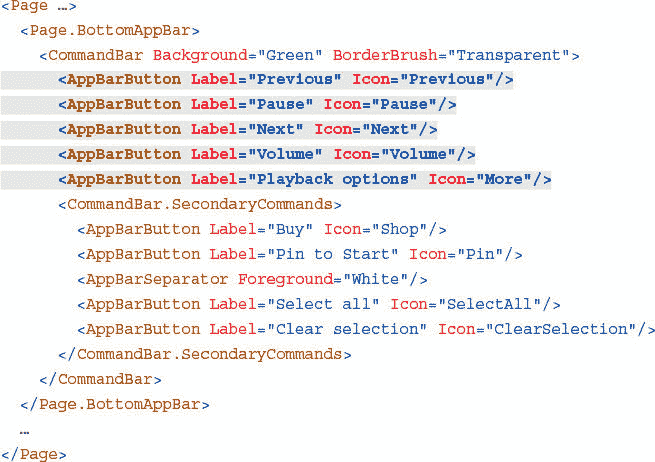 <Page …>
<Page.BottomAppBar>
<CommandBar Background="Green" BorderBrush="Transparent">
<AppBarButton Label="Previous" Icon="Previous"/>
<AppBarButton Label="Pause" Icon="Pause"/>
<AppBarButton Label="Next" Icon="Next"/>
<AppBarButton Label="Volume" Icon="Volume"/>
<AppBarButton Label="Playback options" Icon="More"/>
<CommandBar.SecondaryCommands>
<AppBarButton Label="Buy" Icon="Shop"/>
<AppBarButton Label="Pin to Start" Icon="Pin"/>
<AppBarSeparator Foreground="White"/>
<AppBarButton Label="Select all" Icon="SelectAll"/>
<AppBarButton Label="Clear selection" Icon="ClearSelection"/>
</CommandBar.SecondaryCommands>
</CommandBar>
</Page.BottomAppBar>
…
</Page>